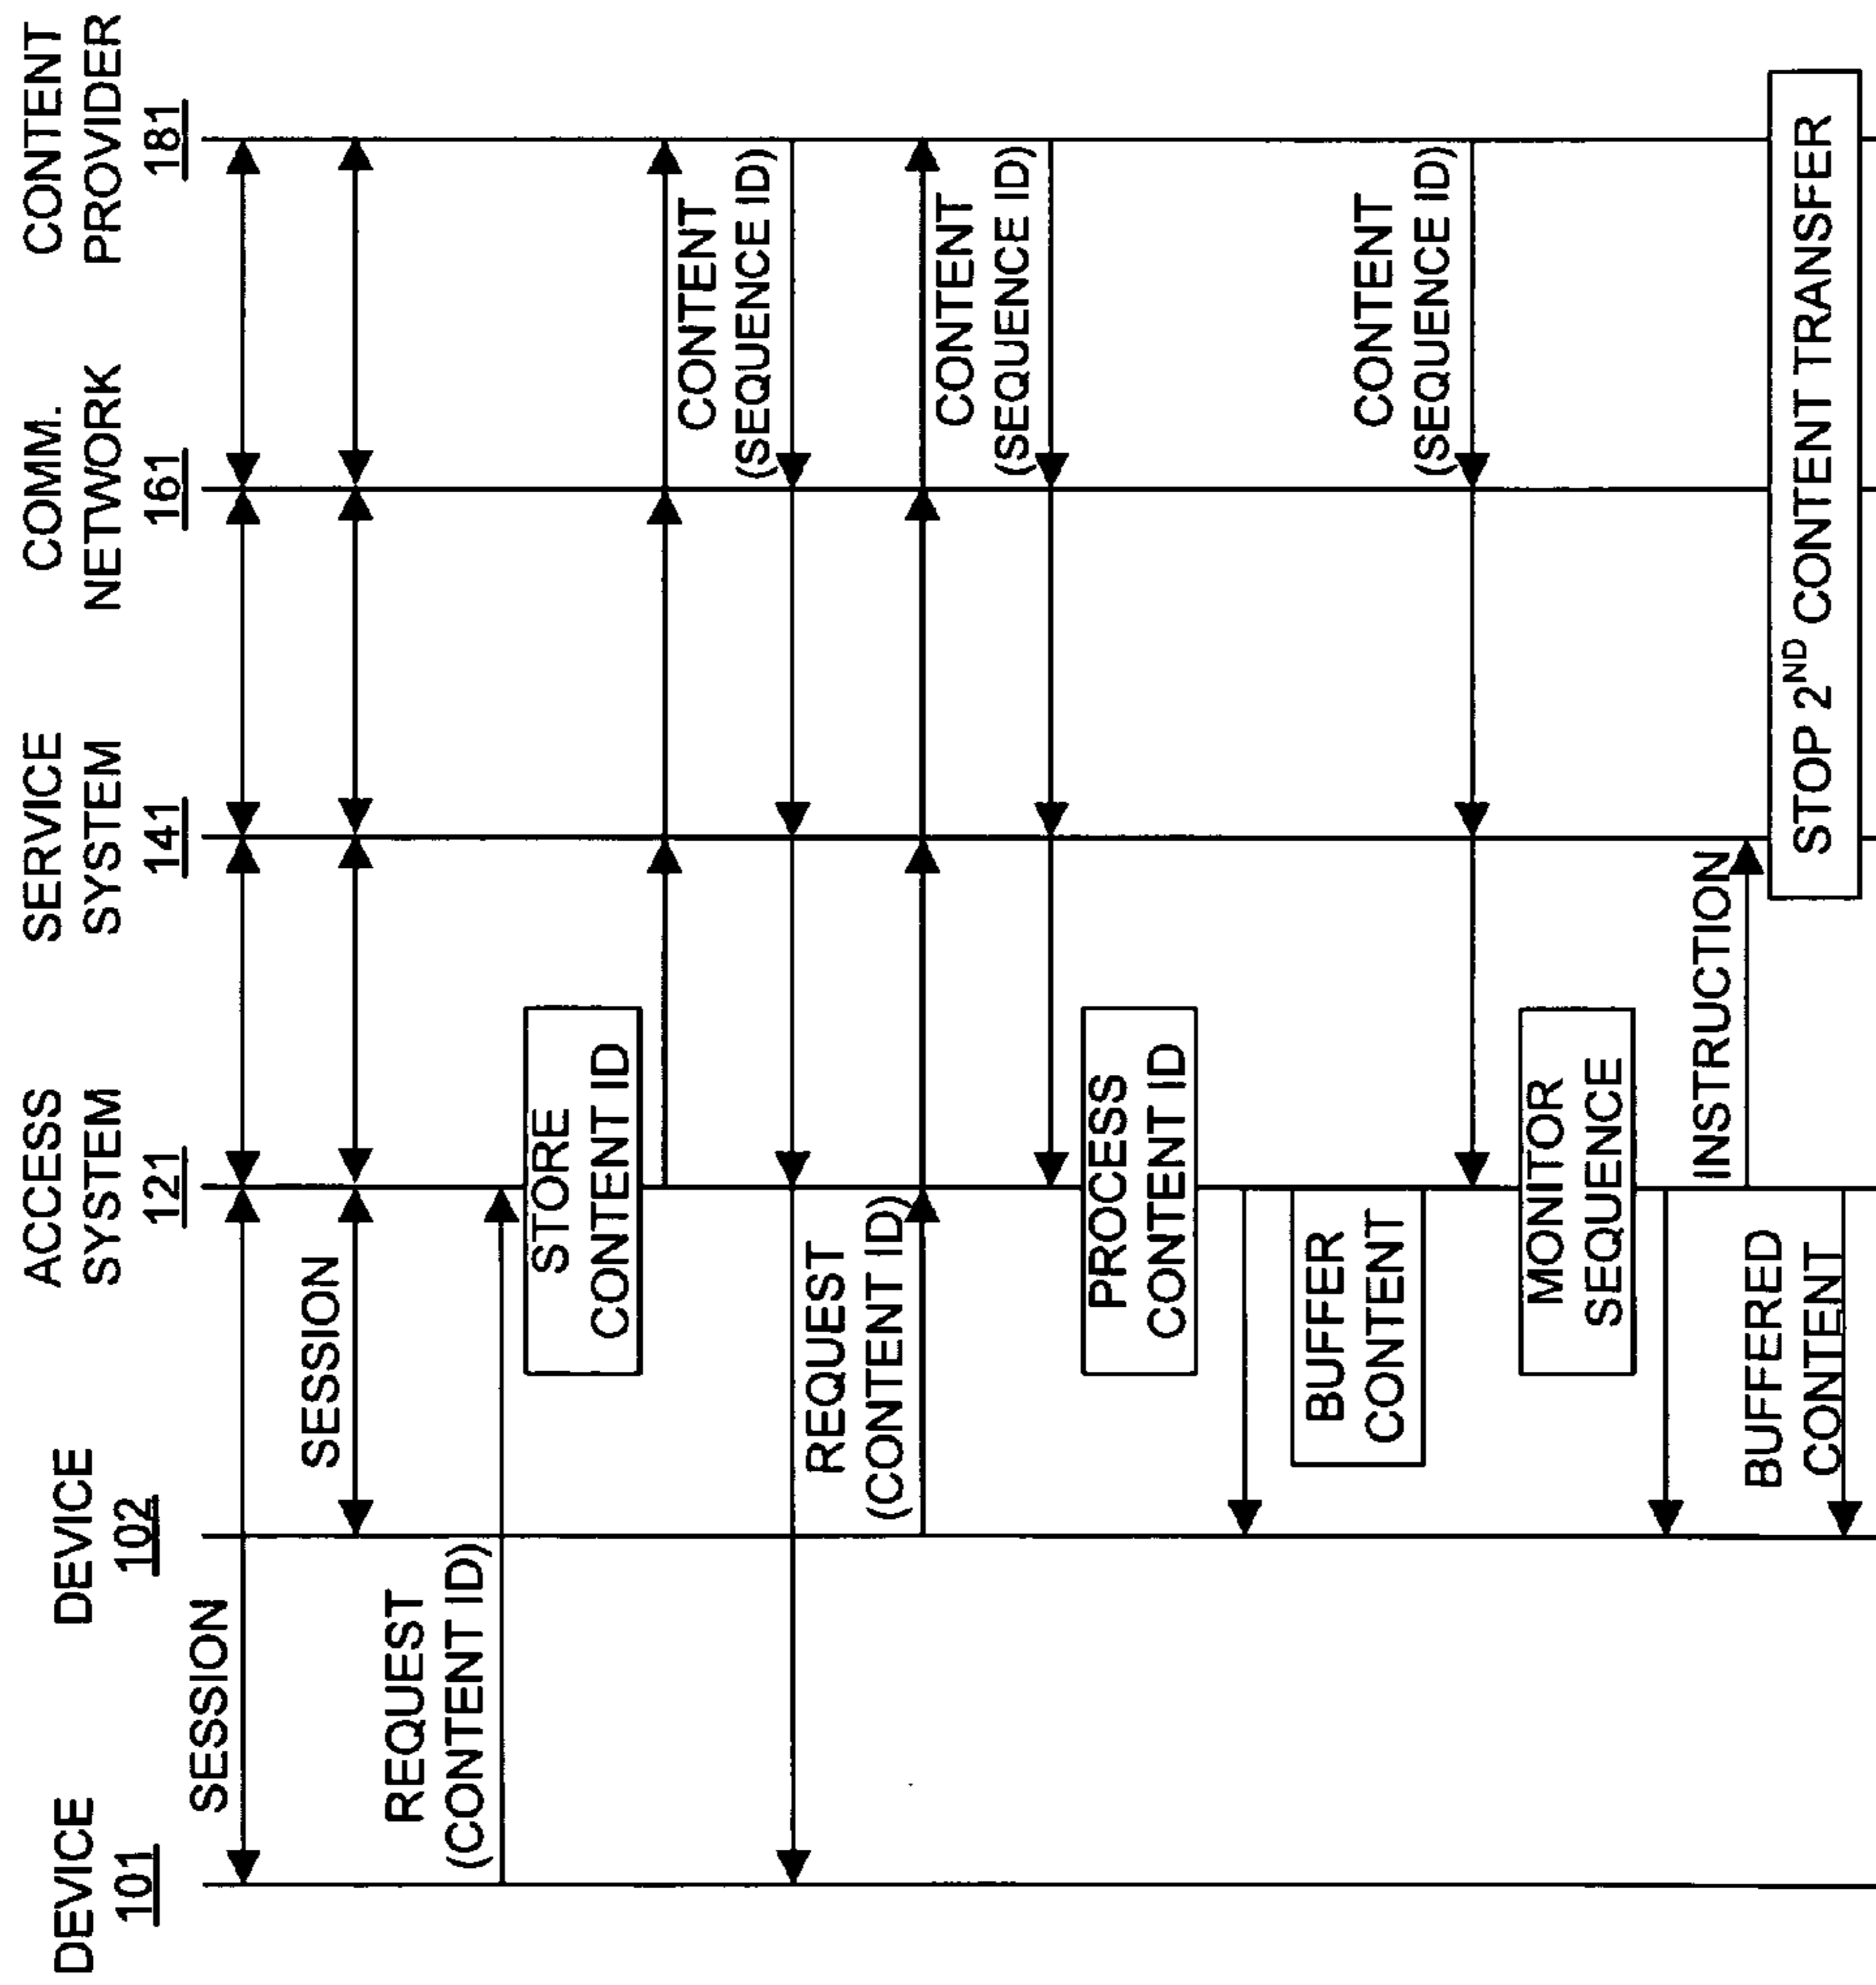 DEVICE
101
DEVICE
102
ACCESS
SYSTEM
121
SERVICE
SYSTEM
141
COMM.
NETWORK
161
CONTENT
PROVIDER
181
SESSION
SESSION
REQUEST
(CONTENT ID)
STORE
CONTENT ID
CONTENT
(SEQUENCE ID)
REQUEST
(CONTENT ID)
CONTENT
(SEQUENCE ID)
PROCESS
CONTENT ID
BUFFER
CONTENT
CONTENT
(SEQUENCE ID)
MONITOR
SEQUENCE
INSTRUCTION
BUFFERED
CONTENT
STOP 2ND CONTENT TRANSFER